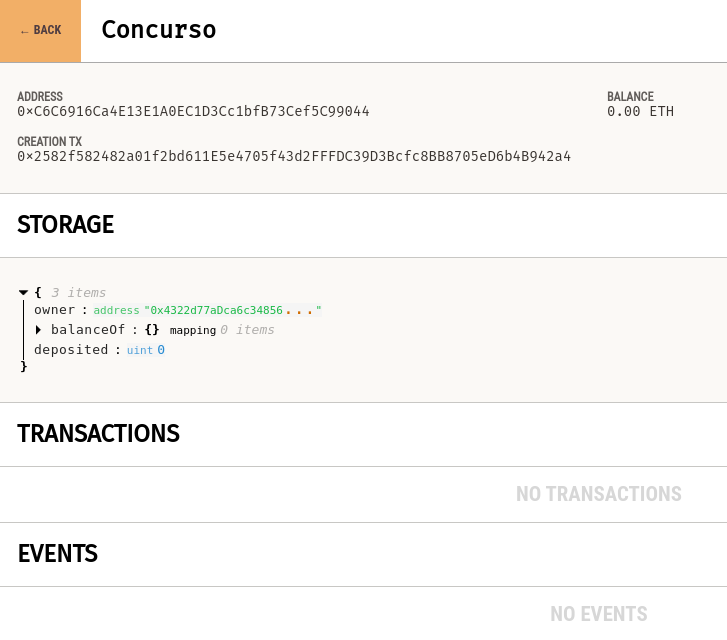 ← BACK
Concurso
ADDRESS
0×C6C6916Ca4E13E1A0EC1D3Cc1bfB73Cef5C99044
BALANCE
0.00 ETH
CREATION TX
0×2582f582482a01f2bd611E5e4705f43d2FFFDC39D3Bcfc8BB8705eD6b4B942a4
STORAGE
{ 3 items
owner : address "0x4322d77aDca6c34856..."
balanceOf : {} mapping 0 items
deposited : uint 0
}
TRANSACTIONS
NO TRANSACTIONS
EVENTS
NO EVENTS